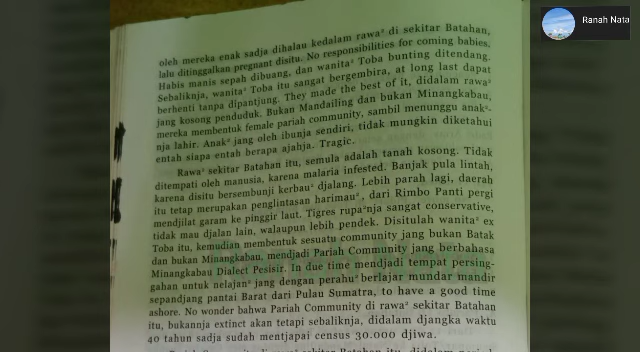 oleh mereka enak sadja dihalau kedalam rawa² di sekitar Batahan,
lalu ditinggalkan pregnant disitu. No responsibilities for coming babies.
Habis manis sepah dibuang, dan wanita² Toba bunting ditendang.
Sebaliknja, wanita² Toba itu sangat bergembira, at long last dapat
berhenti tanpa dipantjung. They made the best of it, didalam rawa²
jang kosong penduduk. Bukan Mandailing dan bukan Minangkabau,
mereka membentuk female pariah community, sambil menunggu anak²-
nja lahir. Anak² jang oleh ibunja sendiri, tidak mungkin diketahui
entah siapa entah berapa ajahja. Tragic.
Rawa² sekitar Batahan itu, semula adalah tanah kosong. Tidak
ditempati oleh manusia, karena malaria infested. Banjak pula lintah,
karena disitu bersembunji kerbau² djalang. Lebih parah lagi, daerah
itu tetap merupakan penglintasan harimau², dari Rimbo Panti pergi
mendjilat garam ke pinggir laut. Tigres rupa²nja sangat conservative,
tidak mau djalan lain, walaupun lebih pendek. Disitulah wanita² ex
Toba itu, kemudian membentuk sesuatu community jang bukan Batak
dan bukan Minangkabau, mendjadi Pariah Community jang berbahasa
Minangkabau Dialect Pesisir. In due time mendjadi tempat persing-
gahan untuk nelajan² jang dengan perahu² berlajar mundar mandir
sepandjang pantai Barat dari Pulau Sumatra, to have a good time
ashore. No wonder bahwa Pariah Community di rawa² sekitar Batahan
itu, bukannja extinct akan tetapi sebaliknja, didalam djangka waktu
40 tahun sadja sudah mentjapai census 30.000 djiwa.
Ranah Nata